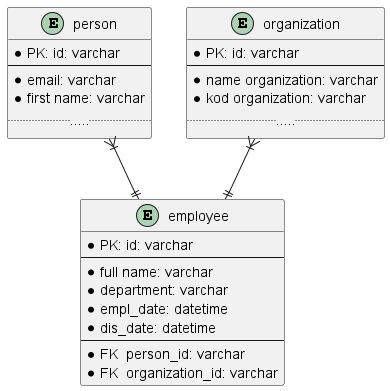 E person
PK: id: varchar
email: varchar
first name: varchar
.....
E organization
PK: id: varchar
name organization: varchar
kod organization: varchar
.....
E employee
PK: id: varchar
full name: varchar
department: varchar
empl_date: datetime
dis_date: datetime
FK person_id: varchar
FK organization_id: varchar